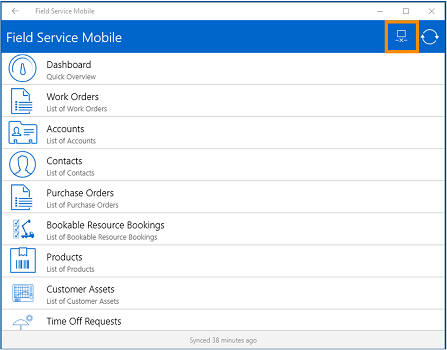 Field Service Mobile
Field Service Mobile
Dashboard
Quick Overview
Work Orders
List of Work Orders
Accounts
List of Accounts
Contacts
List of Contacts
Purchase Orders
List of Purchase Orders
Bookable Resource Bookings
List of Bookable Resource Bookings
Products
List of Products
Customer Assets
List of Customer Assets
Time Off Requests
Synced 38 minutes ago